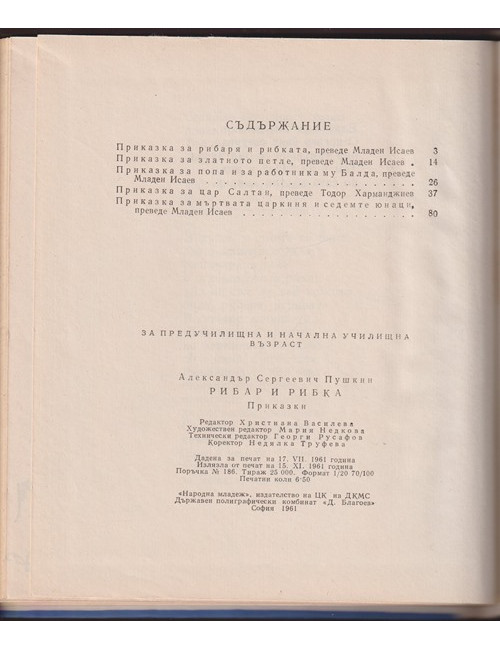 СЪДЪРЖАНИЕ
Приказка за рибаря и рибката, преведе Младен Исаев 3
Приказка за златното петле, преведе Младен Исаев . 14
Приказка за попа и за работника му Балда, преведе
Младен Исаев . . . . . . . . . . . . . . . . . . 26
Приказка за цар Салтан, преведе Тодор Харманджиев 37
Приказка за мъртвата царкиня и седемте юнаци,
преведе Младен Исаев . . . . . . . . . . . . . . 80
ЗА ПРЕДУЧИЛИЩНА И НАЧАЛНА УЧИЛИЩНА
ВЪЗРАСТ
Александър Сергеевич Пушкин
РИБАР И РИБКА
Приказки
Редактор Христиана Василева
Художествен редактор Мария Недкова
Технически редактор Георги Русафов
Коректор Недялка Труфева
Дадена за печат на 17. VII. 1961 година
Излязла от печат на 15. XI. 1961 година
Поръчка № 186. Тираж 25 000. Формат 1/20 70/100
Печатни коли 6·50
«Народна младеж», издателство на ЦК на ДКМС
Държавен полиграфически комбинат «Д. Благоев»
София 1961